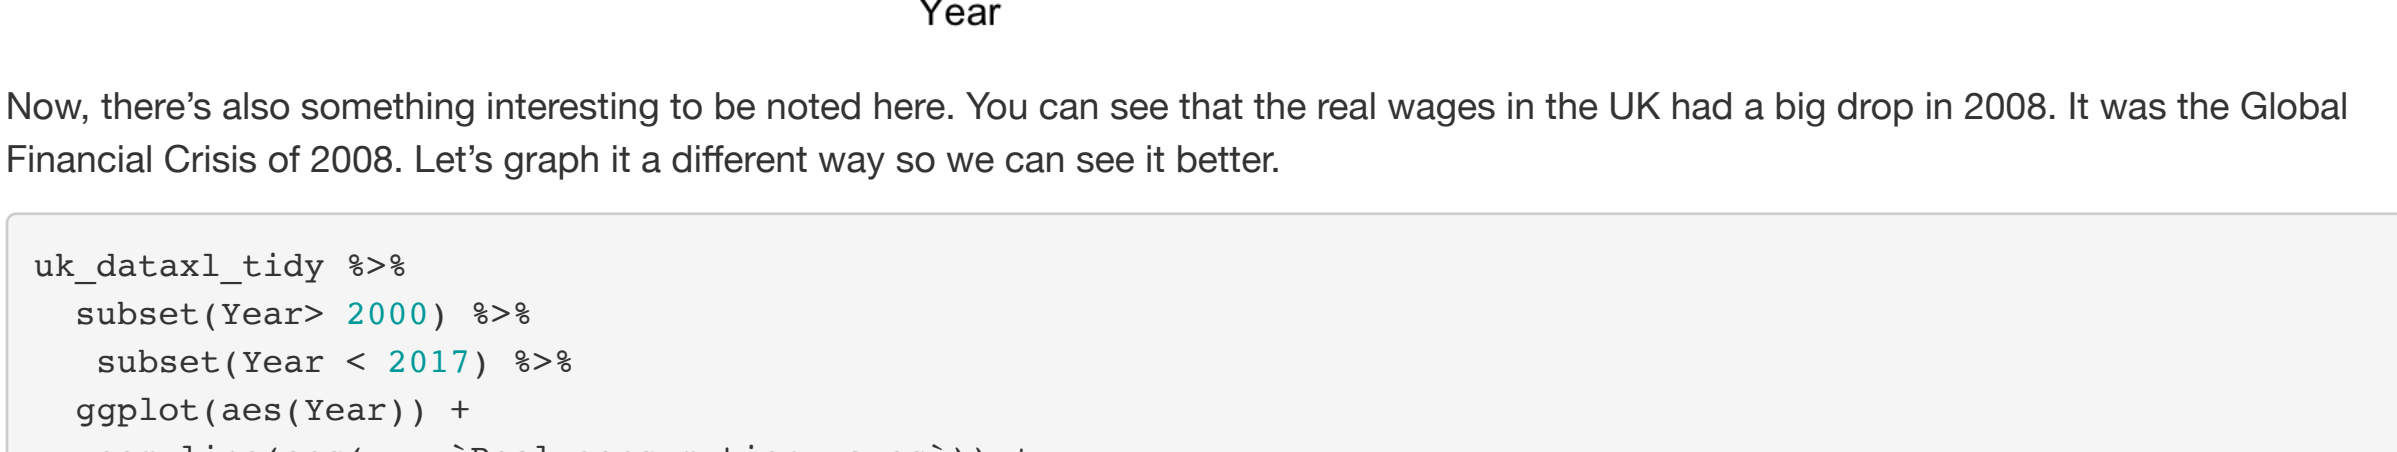 Year
Now, there’s also something interesting to be noted here. You can see that the real wages in the UK had a big drop in 2008. It was the Global
Financial Crisis of 2008. Let’s graph it a different way so we can see it better.
uk_dataxl_tidy %>%
subset(Year> 2000) %>%
subset(Year < 2017) %>%
ggplot(aes(Year)) +